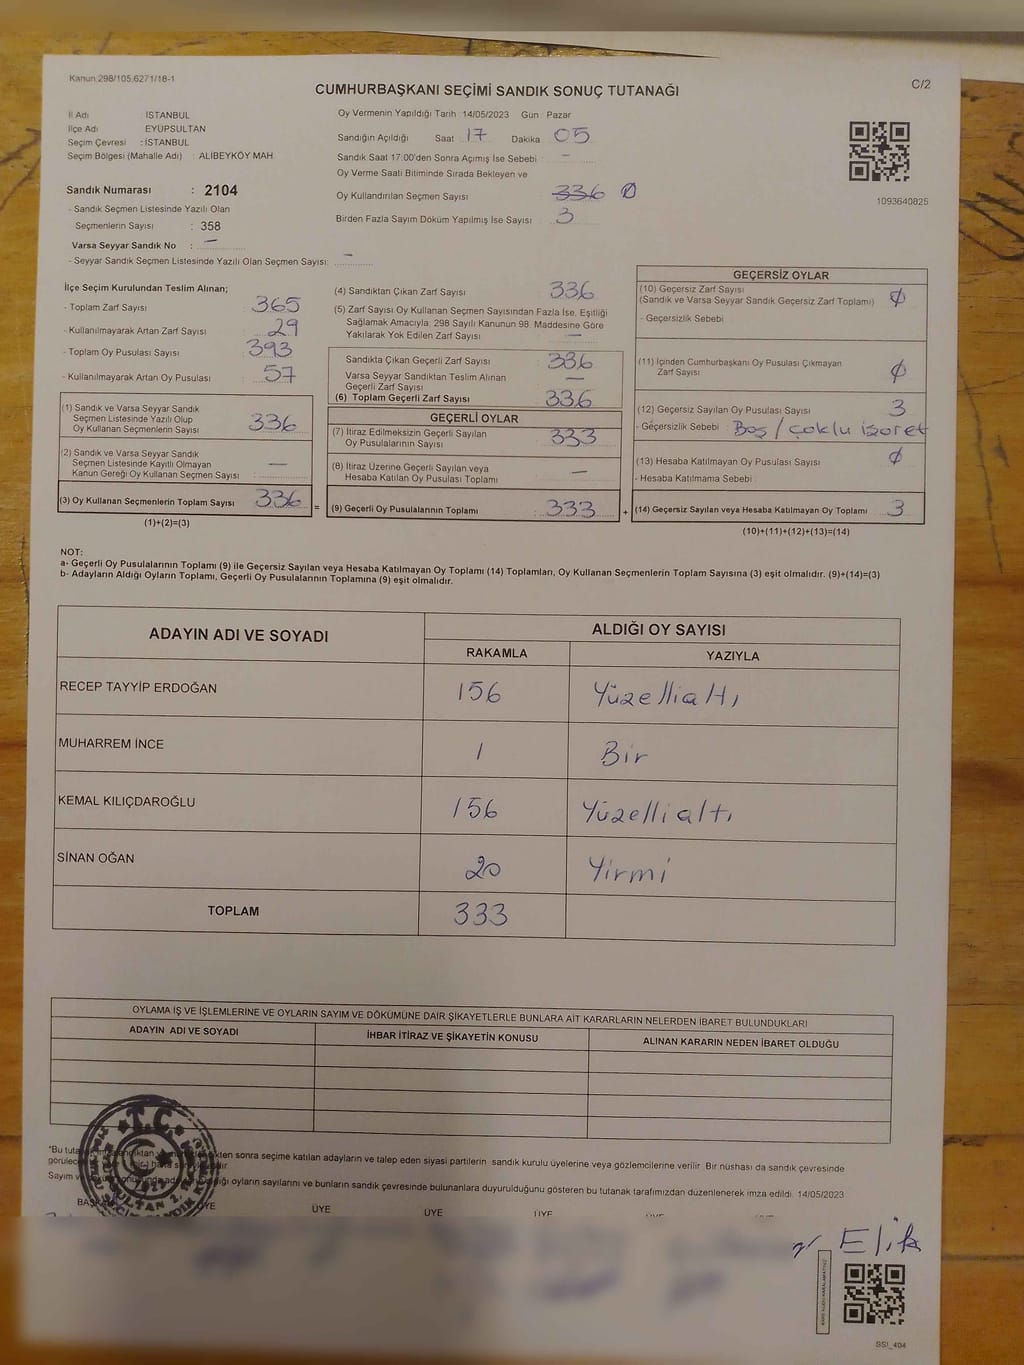 Kanun 298/105,6271/18-1
C/2
CUMHURBAŞKANI SEÇİMİ SANDIK SONUÇ TUTANAĞI
İl Adı İSTANBUL
İlçe Adı EYÜPSULTAN
Seçim Çevresi : İSTANBUL
Seçim Bölgesi (Mahalle Adı) : ALİBEYKÖY MAH.
Sandık Numarası : 2104
- Sandık Seçmen Listesinde Yazılı Olan
Seçmenlerin Sayısı : 358
Varsa Seyyar Sandık No : —
- Seyyar Sandık Seçmen Listesinde Yazılı Olan Seçmen Sayısı: —
Oy Vermenin Yapıldığı Tarih : 14/05/2023 Gün : Pazar
Sandığın Açıldığı Saat : 17 Dakika : 05
Sandık Saat 17:00'den Sonra Açılmış İse Sebebi : -
Oy Verme Saati Bitiminde Sırada Bekleyen ve
Oy Kullandırılan Seçmen Sayısı : 336 Ø
Birden Fazla Sayım Döküm Yapılmış İse Sayısı : 3
1093640825
İlçe Seçim Kurulundan Teslim Alınan;
- Toplam Zarf Sayısı : 365
- Kullanılmayarak Artan Zarf Sayısı : 29
- Toplam Oy Pusulası Sayısı : 393
- Kullanılmayarak Artan Oy Pusulası : 57
(1) Sandık ve Varsa Seyyar Sandık
Seçmen Listesinde Yazılı Olup
Oy Kullanan Seçmenlerin Sayısı : 336
(2) Sandık ve Varsa Seyyar Sandık
Seçmen Listesinde Kayıtlı Olmayan
Kanun Gereği Oy Kullanan Seçmen Sayısı : —
(3) Oy Kullanan Seçmenlerin Toplam Sayısı : 336 =
(1)+(2)=(3)
(4) Sandıktan Çıkan Zarf Sayısı : 336
(5) Zarf Sayısı Oy Kullanan Seçmen Sayısından Fazla İse, Eşitliği
Sağlamak Amacıyla; 298 Sayılı Kanunun 98. Maddesine Göre
Yakılarak Yok Edilen Zarf Sayısı : —
Sandıkta Çıkan Geçerli Zarf Sayısı : 336
Varsa Seyyar Sandıktan Teslim Alınan
Geçerli Zarf Sayısı : —
(6) Toplam Geçerli Zarf Sayısı : 336
GEÇERLİ OYLAR
(7) İtiraz Edilmeksizin Geçerli Sayılan
Oy Pusulalarının Sayısı : 333
(8) İtiraz Üzerine Geçerli Sayılan veya
Hesaba Katılan Oy Pusulası Toplamı : —
(9) Geçerli Oy Pusulalarının Toplamı : 333 +
GEÇERSİZ OYLAR
(10) Geçersiz Zarf Sayısı
(Sandık ve Varsa Seyyar Sandık Geçersiz Zarf Toplamı) : Ø
- Geçersizlik Sebebi :
(11) İçinden Cumhurbaşkanı Oy Pusulası Çıkmayan
Zarf Sayısı : Ø
(12) Geçersiz Sayılan Oy Pusulası Sayısı : 3
- Geçersizlik Sebebi : Boş / çoklu işaret
(13) Hesaba Katılmayan Oy Pusulası Sayısı : Ø
- Hesaba Katılmama Sebebi :
(14) Geçersiz Sayılan veya Hesaba Katılmayan Oy Toplamı : 3
(10)+(11)+(12)+(13)=(14)
NOT:
a- Geçerli Oy Pusulalarının Toplamı (9) ile Geçersiz Sayılan veya Hesaba Katılmayan Oy Toplamı (14) Toplamları, Oy Kullanan Seçmenlerin Toplam Sayısına (3) eşit olmalıdır. (9)+(14)=(3)
b- Adayların Aldığı Oyların Toplamı, Geçerli Oy Pusulalarının Toplamına (9) eşit olmalıdır.
ADAYIN ADI VE SOYADI ALDIĞI OY SAYISI
RAKAMLA YAZIYLA
RECEP TAYYİP ERDOĞAN 156 Yüzellialtı
MUHARREM İNCE 1 Bir
KEMAL KILIÇDAROĞLU 156 Yüzellialtı
SİNAN OĞAN 20 Yirmi
TOPLAM 333
OYLAMA İŞ VE İŞLEMLERİNE VE OYLARIN SAYIM VE DÖKÜMÜNE DAİR ŞİKAYETLERLE BUNLARA AİT KARARLARIN NELERDEN İBARET BULUNDUKLARI
ADAYIN ADI VE SOYADI İHBAR İTİRAZ VE ŞİKAYETİN KONUSU ALINAN KARARIN NEDEN İBARET OLDUĞU
T.C.
sonra seçime katılan adayların ve talep eden siyasi partilerin sandık kurulu üyelerine veya gözlemcilerine verilir. Bir nüshası da sandık çevresinde
oyların sayılarını ve bunların sandık çevresinde bulunanlara duyurulduğunu gösteren bu tutanak tarafımızdan düzenlenerek imza edildi. 14/05/2023
ÜYE ÜYE ÜYE ÜYE
Elik
SSİ_404